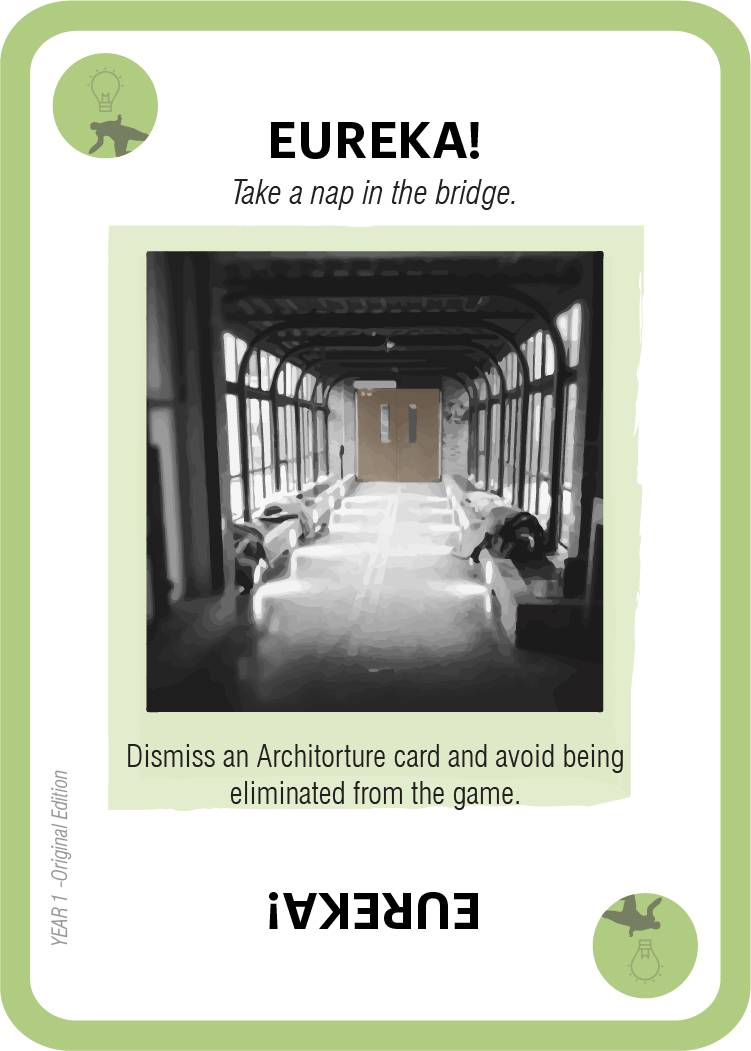 EUREKA!
Take a nap in the bridge.
Dismiss an Architorture card and avoid being
eliminated from the game.
YEAR 1 -Original Edition
EUREKA!